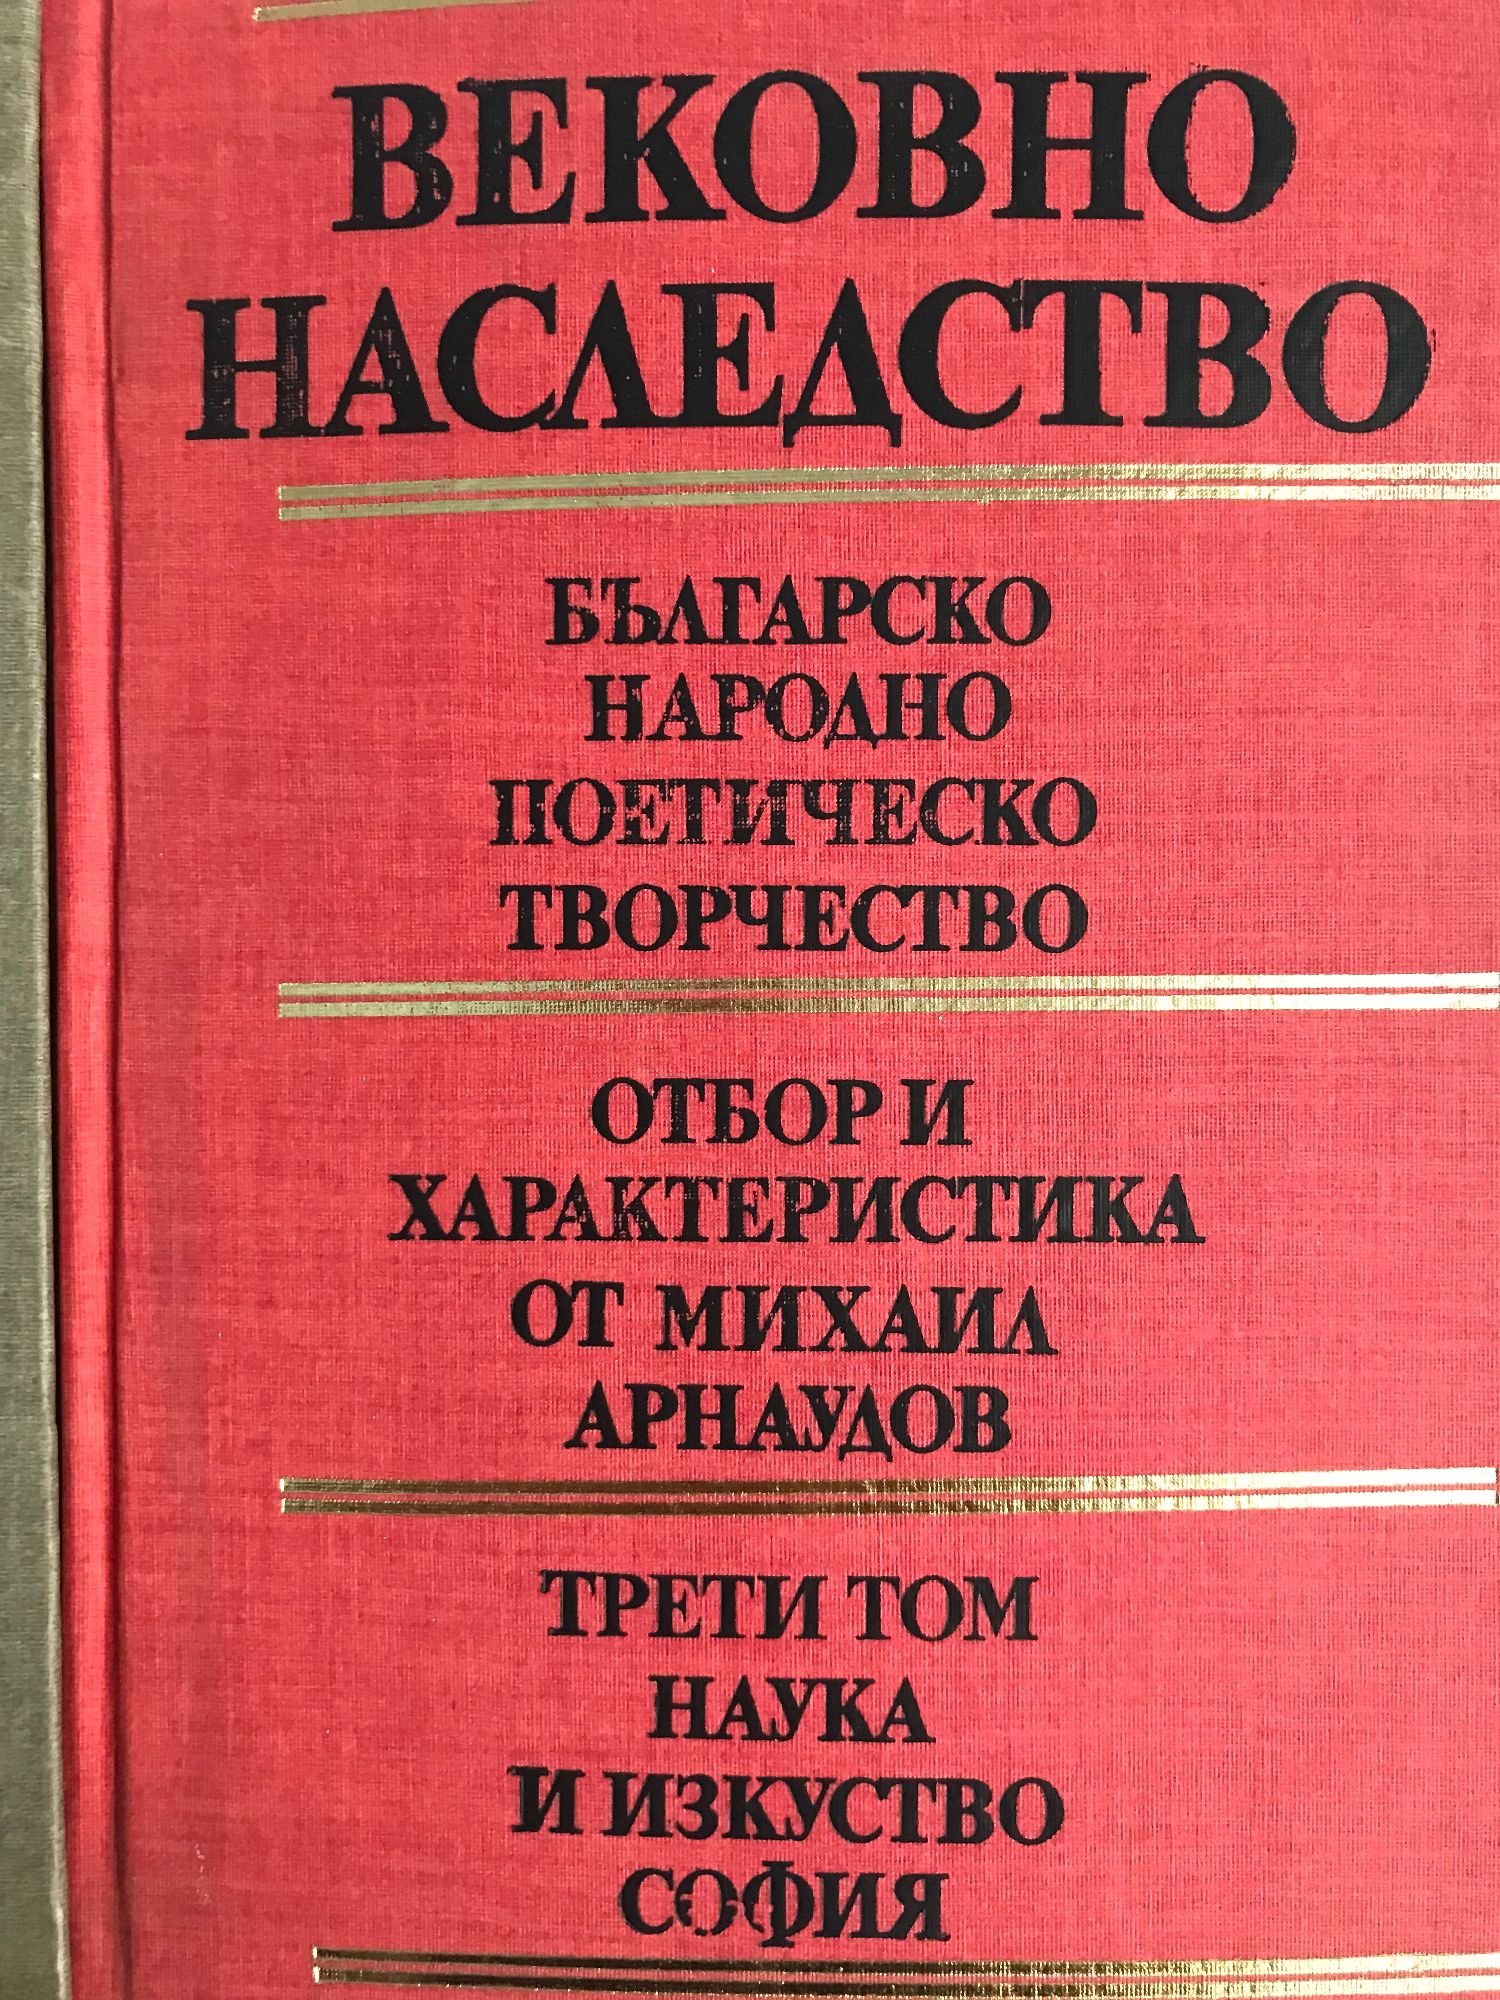 ВЕКОВНО
НАСЛЕДСТВО
БЪЛГАРСКО
НАРОДНО
ПОЕТИЧЕСКО
ТВОРЧЕСТВО
ОТБОР И
ХАРАКТЕРИСТИКА
ОТ МИХАИЛ
АРНАУДОВ
ТРЕТИ ТОМ
НАУКА
И ИЗКУСТВО
СОФИЯ